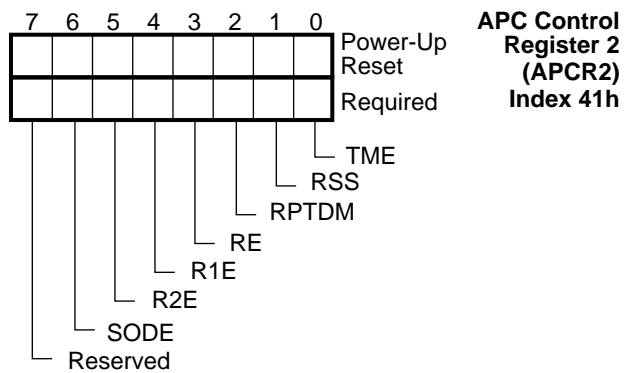 7 6 5 4 3 2 1 0
Power-Up
Reset
Required
APC Control
Register 2
(APCR2)
Index 41h
TME
RSS
RPTDM
RE
R1E
R2E
SODE
Reserved